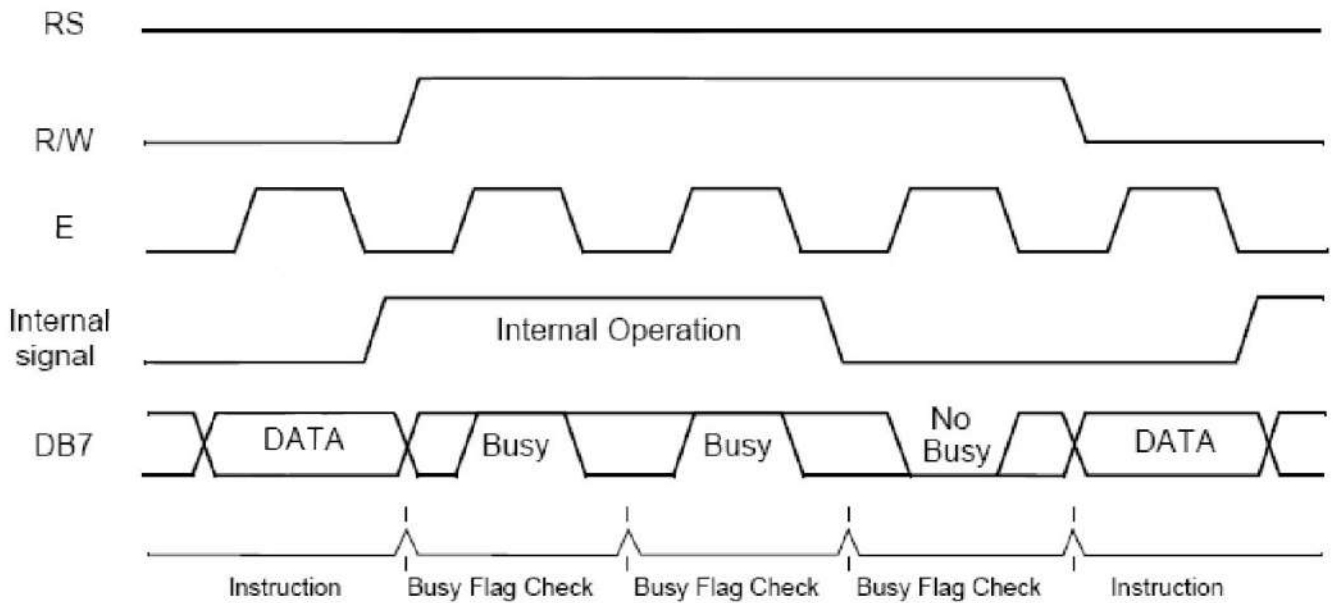 RS
R/W
E
Internal
signal
Internal Operation
DB7
DATA
Busy
Busy
No
Busy
DATA
Instruction
Busy Flag Check
Busy Flag Check
Busy Flag Check
Instruction